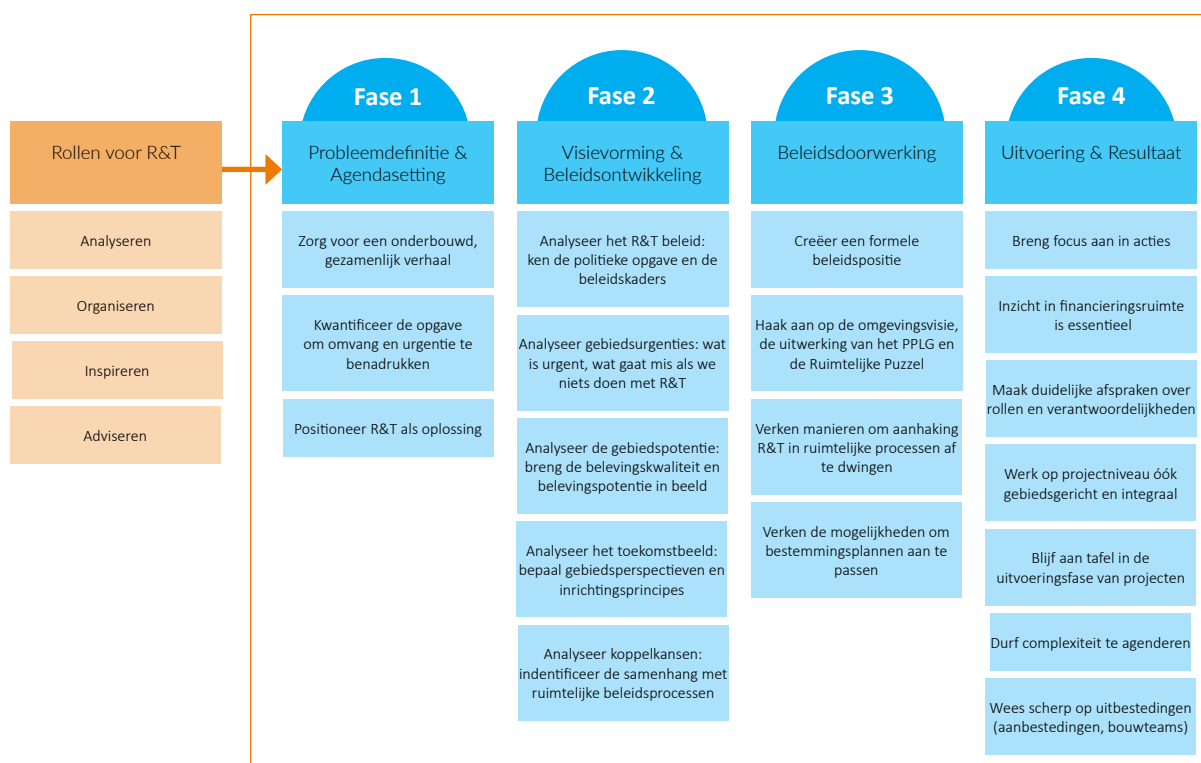 Rollen voor R&T
Analyseren
Organiseren
Inspireren
Adviseren
Fase 1
Probleemdefinitie &
Agendasetting
Zorg voor een onderbouwd,
gezamenlijk verhaal
Kwantificeer de opgave
om omvang en urgentie te
benadrukken
Positioneer R&T als oplossing
Fase 2
Visievorming &
Beleidsontwikkeling
Analyseer het R&T beleid:
ken de politieke opgave en de
beleidskaders
Analyseer gebiedsurgenties: wat
is urgent, wat gaat mis als we
niets doen met R&T
Analyseer de gebiedspotentie:
breng de belevingskwaliteit en
belevingspotentie in beeld
Analyseer het toekomstbeeld:
bepaal gebiedsperspectieven en
inrichtingsprincipes
Analyseer koppelkansen:
indentificeer de samenhang met
ruimtelijke beleidsprocessen
Fase 3
Beleidsdoorwerking
Creëer een formele
beleidspositie
Haak aan op de omgevingsvisie,
de uitwerking van het PPLG en
de Ruimtelijke Puzzel
Verken manieren om aanhaking
R&T in ruimtelijke processen af
te dwingen
Verken de mogelijkheden om
bestemmingsplannen aan te
passen
Fase 4
Uitvoering & Resultaat
Breng focus aan in acties
Inzicht in financieringsruimte
is essentieel
Maak duidelijke afspraken over
rollen en verantwoordelijkheden
Werk op projectniveau óók
gebiedsgericht en integraal
Blijf aan tafel in de
uitvoeringsfase van projecten
Durf complexiteit te agenderen
Wees scherp op uitbestedingen
(aanbestedingen, bouwteams)